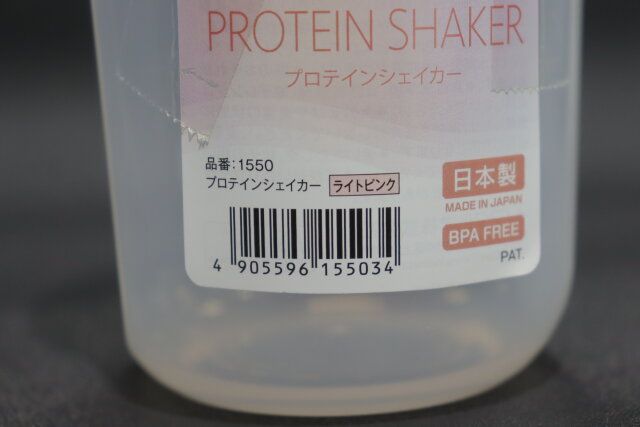 PROTEIN SHAKER
プロテインシェイカー
品番:1550
プロテインシェイカー ライトピンク
日本製
MADE IN JAPAN
BPA FREE
PAT.
4 905596 155034